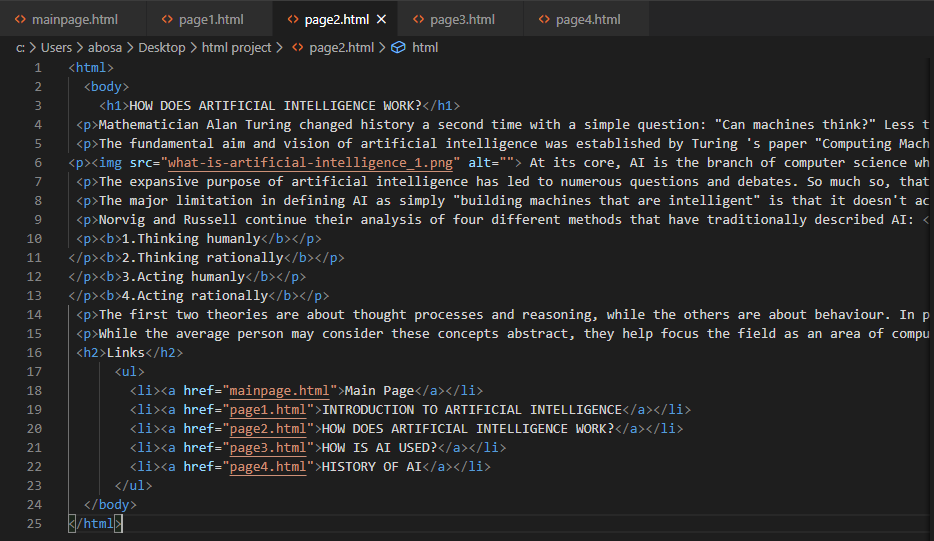 mainpage.html page1.html page2.html page3.html page4.html
c: > Users > abosa > Desktop > html project > page2.html > html
1 <html>
2 <body>
3 <h1>HOW DOES ARTIFICIAL INTELLIGENCE WORK?</h1>
4 <p>Mathematician Alan Turing changed history a second time with a simple question: "Can machines think?" Less t
5 <p>The fundamental aim and vision of artificial intelligence was established by Turing 's paper "Computing Mach
6 <p><img src="what-is-artificial-intelligence_1.png" alt=""> At its core, AI is the branch of computer science wh
7 <p>The expansive purpose of artificial intelligence has led to numerous questions and debates. So much so, that
8 <p>The major limitation in defining AI as simply "building machines that are intelligent" is that it doesn't ac
9 <p>Norvig and Russell continue their analysis of four different methods that have traditionally described AI: <
10 <p><b>1.Thinking humanly</b></p>
11 </p><b>2.Thinking rationally</b></p>
12 </p><b>3.Acting humanly</b></p>
13 </p><b>4.Acting rationally</b></p>
14 <p>The first two theories are about thought processes and reasoning, while the others are about behaviour. In p
15 <p>While the average person may consider these concepts abstract, they help focus the field as an area of compu
16 <h2>Links</h2>
17 <ul>
18 <li><a href="mainpage.html">Main Page</a></li>
19 <li><a href="page1.html">INTRODUCTION TO ARTIFICIAL INTELLIGENCE</a></li>
20 <li><a href="page2.html">HOW DOES ARTIFICIAL INTELLIGENCE WORK?</a></li>
21 <li><a href="page3.html">HOW IS AI USED?</a></li>
22 <li><a href="page4.html">HISTORY OF AI</a></li>
23 </ul>
24 </body>
25 </html>